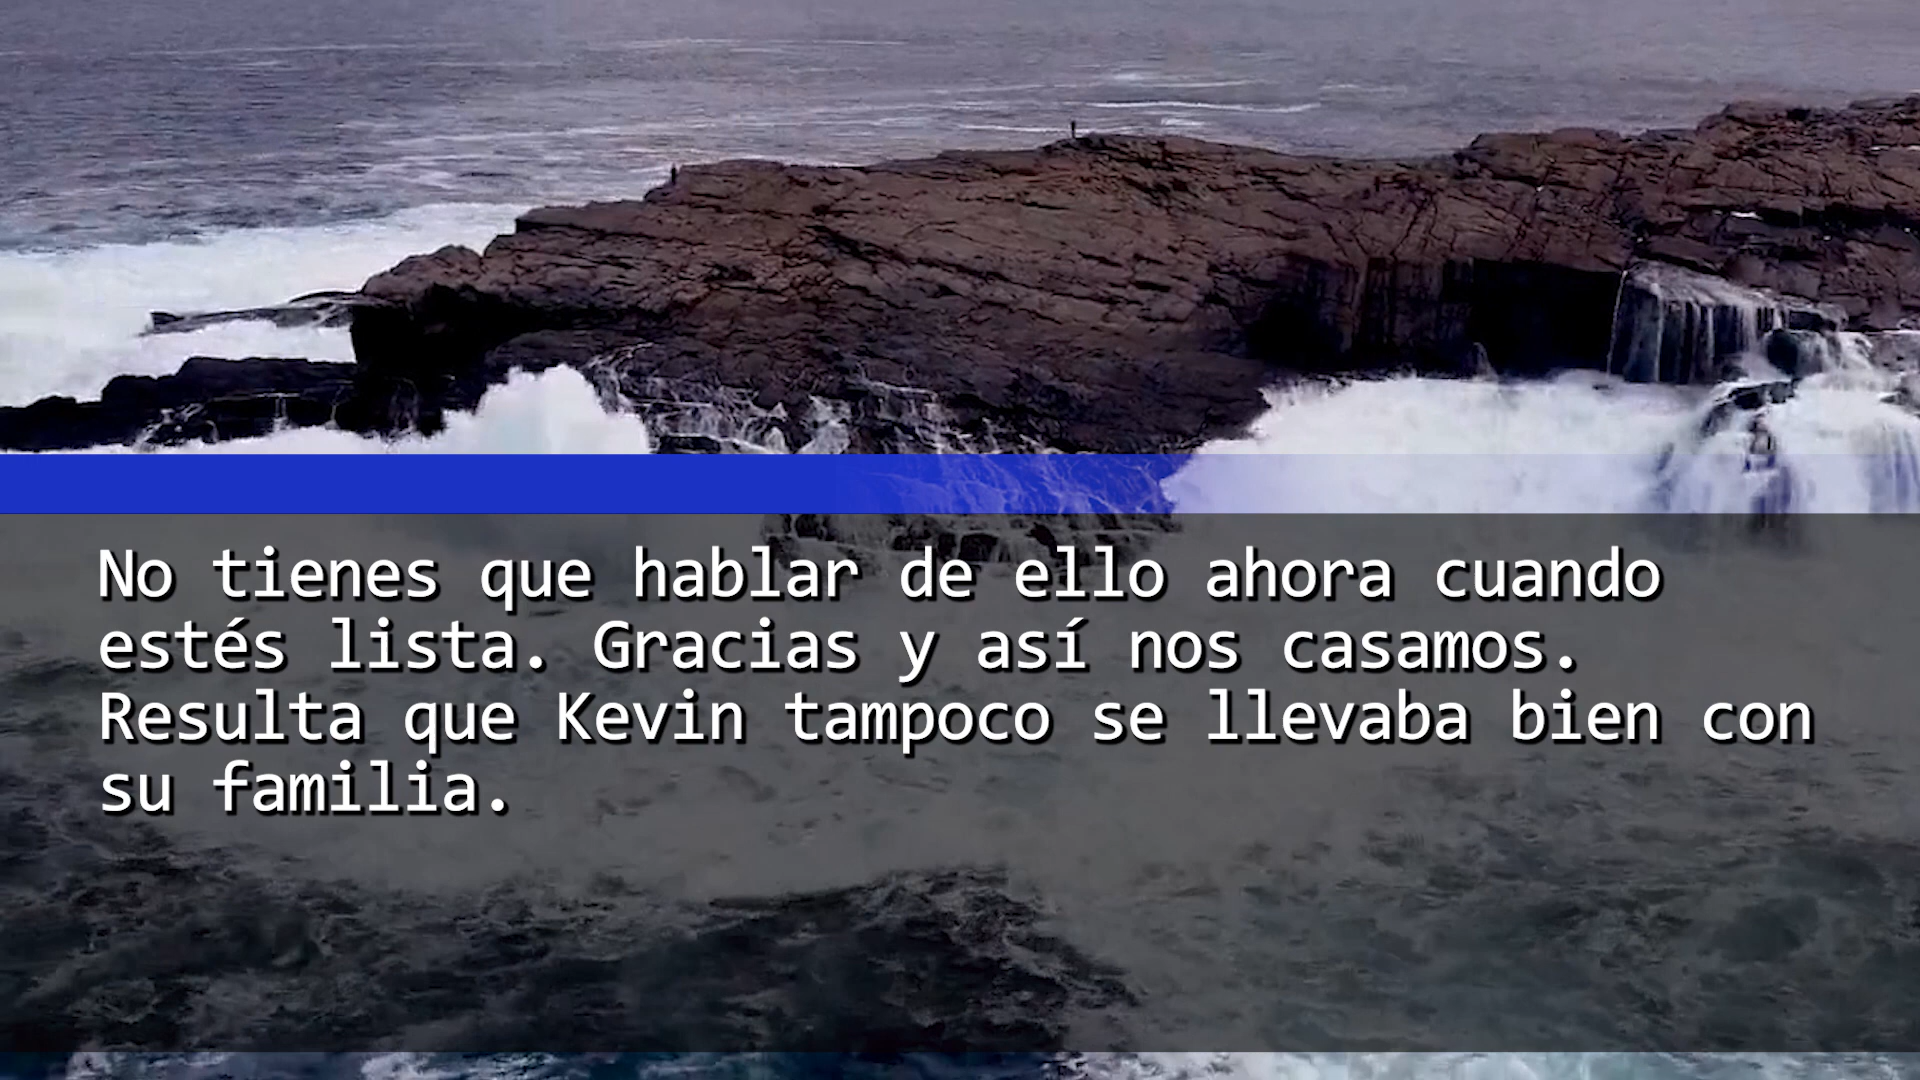 No tienes que hablar de ello ahora cuando
estés lista. Gracias y así nos casamos.
Resulta que Kevin tampoco se llevaba bien con
su familia.